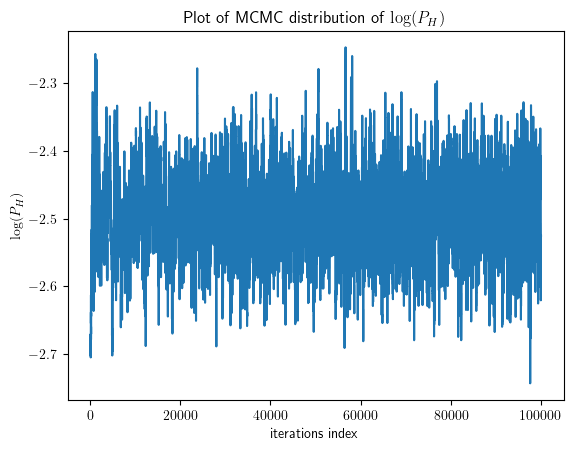 Plot of MCMC distribution of log(P_H)
log(P_H)
−2.3
−2.4
−2.5
−2.6
−2.7
0 20000 40000 60000 80000 100000
iterations index